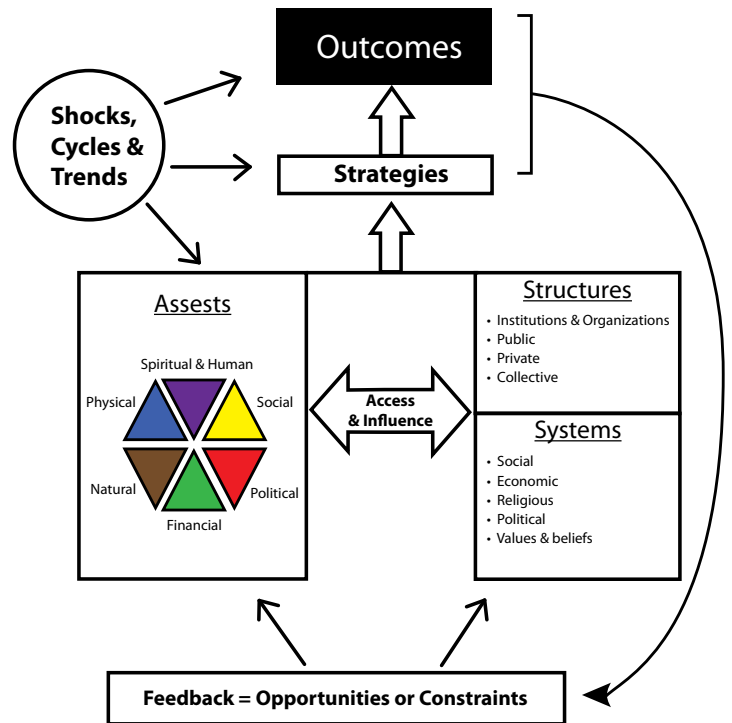 Outcomes
Shocks,
Cycles &
Trends
Strategies
Assests
Spiritual & Human
Physical
Social
Natural
Political
Financial
Access
& Influence
Structures
• Institutions & Organizations
• Public
• Private
• Collective
Systems
• Social
• Economic
• Religious
• Political
• Values & beliefs
Feedback = Opportunities or Constraints